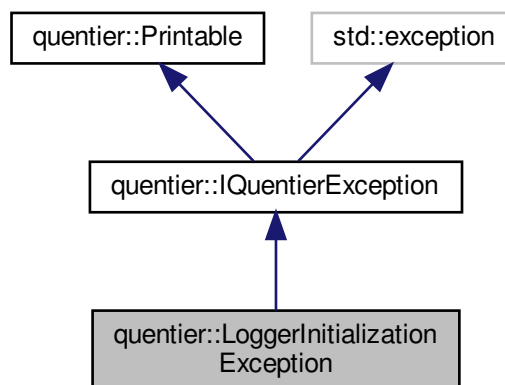 quentier::Printable
std::exception
quentier::IQuentierException
quentier::LoggerInitialization
Exception